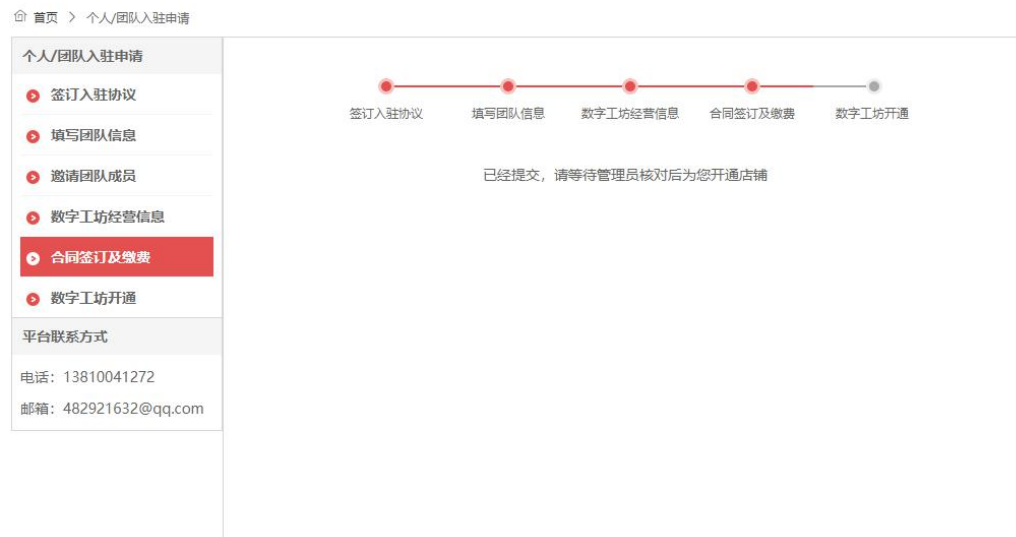 首页 > 个人/团队入驻申请
个人/团队入驻申请
签订入驻协议
填写团队信息
邀请团队成员
数字工坊经营信息
合同签订及缴费
数字工坊开通
平台联系方式
电话：13810041272
邮箱：482921632@qq.com
签订入驻协议 填写团队信息 数字工坊经营信息 合同签订及缴费 数字工坊开通
已经提交，请等待管理员核对后为您开通店铺